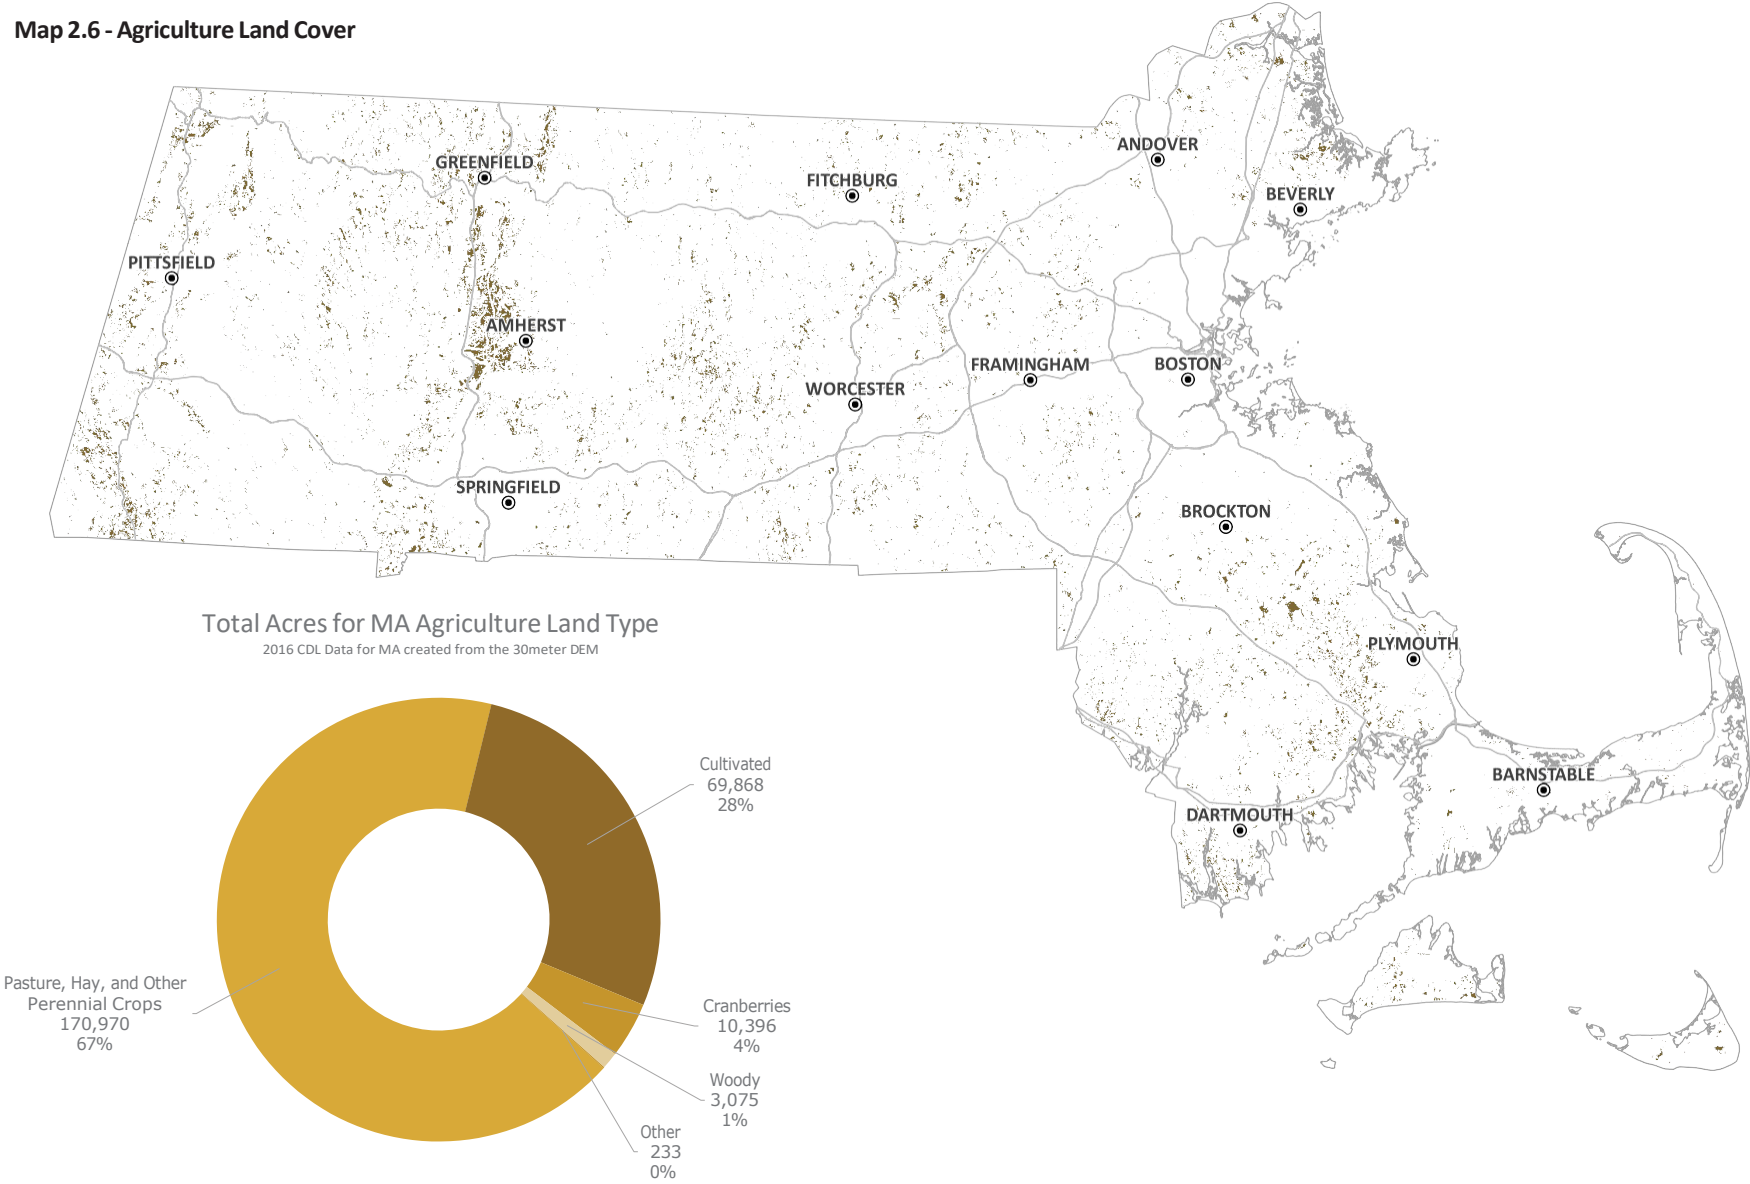 Map 2.6 - Agriculture Land Cover
ANDOVER
GREENFIELD
FITCHBURG
BEVERLY
PITTSFIELD
AMHERST
FRAMINGHAM
BOSTON
WORCESTER
SPRINGFIELD
BROCKTON
PLYMOUTH
BARNSTABLE
DARTMOUTH
Total Acres for MA Agriculture Land Type
2016 CDL Data for MA created from the 30meter DEM
Cultivated
69,868
28%
Pasture, Hay, and Other
Perennial Crops
170,970
67%
Cranberries
10,396
4%
Woody
3,075
1%
Other
233
0%